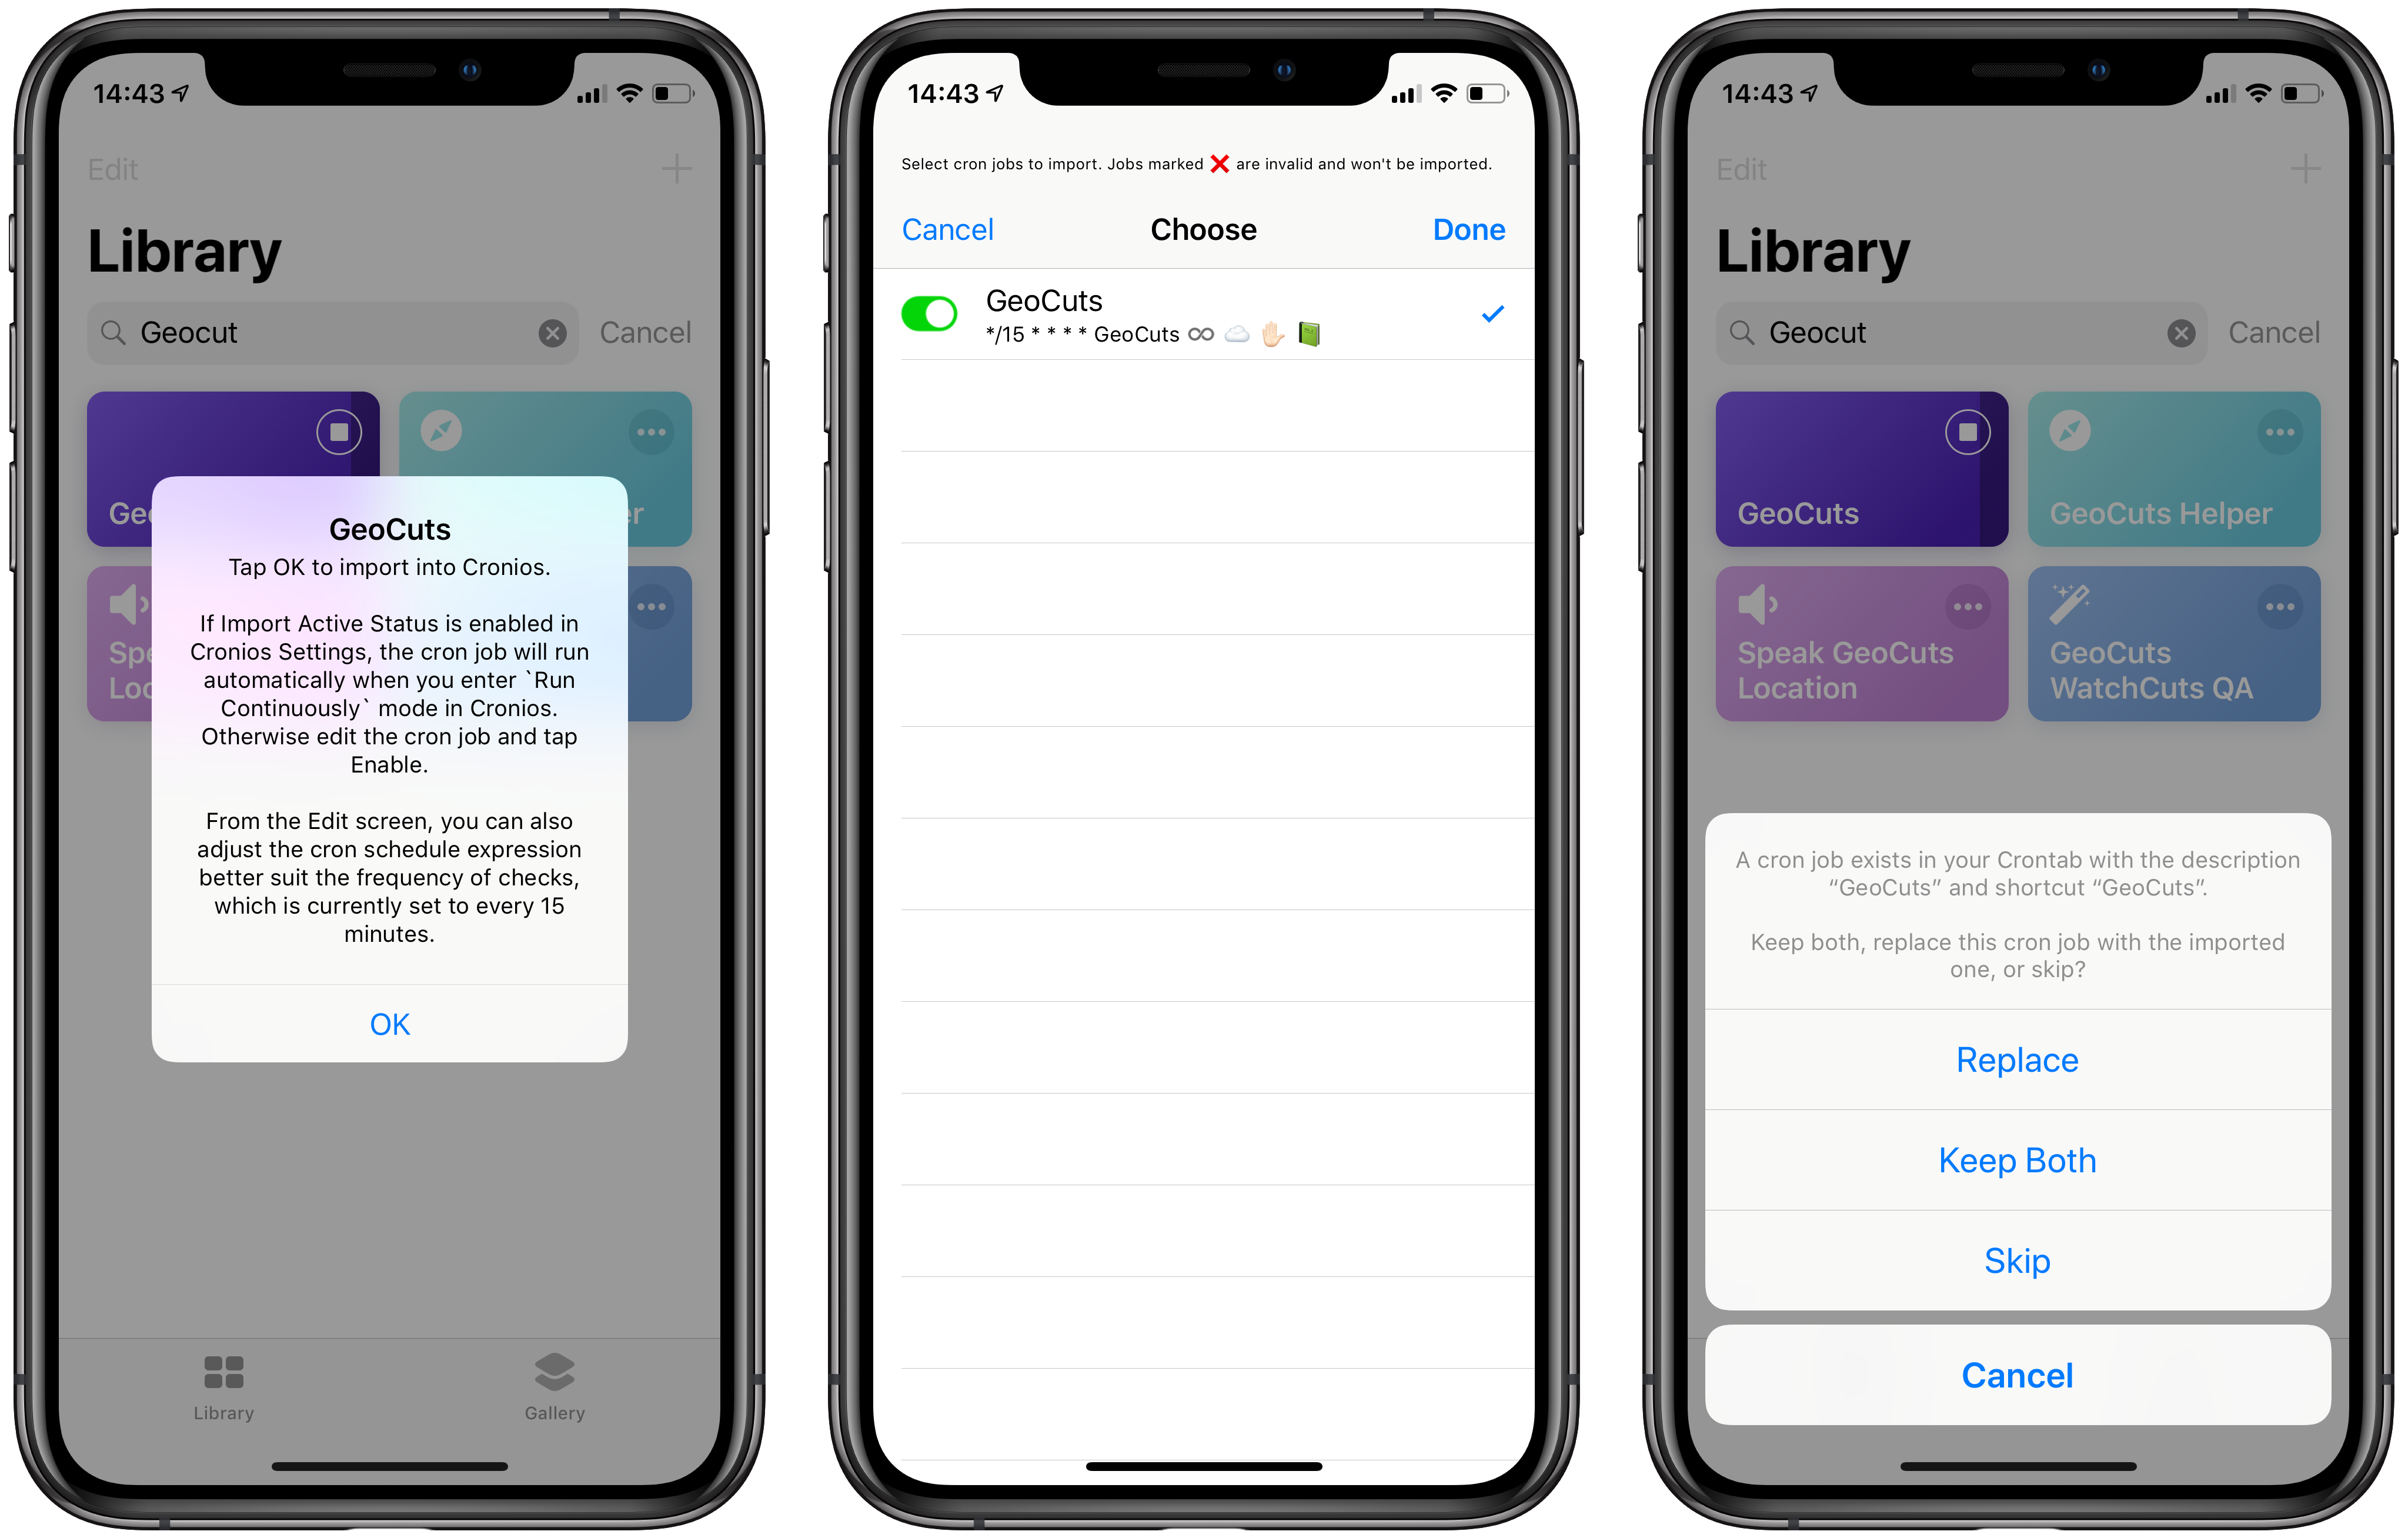 14:43
Edit
Library
Geocut
Cancel
Ge
er
Spe
Loc
GeoCuts
Tap OK to import into Cronios.
If Import Active Status is enabled in
Cronios Settings, the cron job will run
automatically when you enter `Run
Continuously` mode in Cronios.
Otherwise edit the cron job and tap
Enable.
From the Edit screen, you can also
adjust the cron schedule expression
better suit the frequency of checks,
which is currently set to every 15
minutes.
OK
Library
Gallery
14:43
Select cron jobs to import. Jobs marked ❌ are invalid and won't be imported.
Cancel
Choose
Done
GeoCuts
*/15 * * * * GeoCuts ♾ ☁️ 🖐🏻 📗
14:43
Edit
Library
Geocut
Cancel
GeoCuts
GeoCuts Helper
Speak GeoCuts
Location
GeoCuts
WatchCuts QA
A cron job exists in your Crontab with the description
“GeoCuts” and shortcut “GeoCuts”.
Keep both, replace this cron job with the imported
one, or skip?
Replace
Keep Both
Skip
Cancel